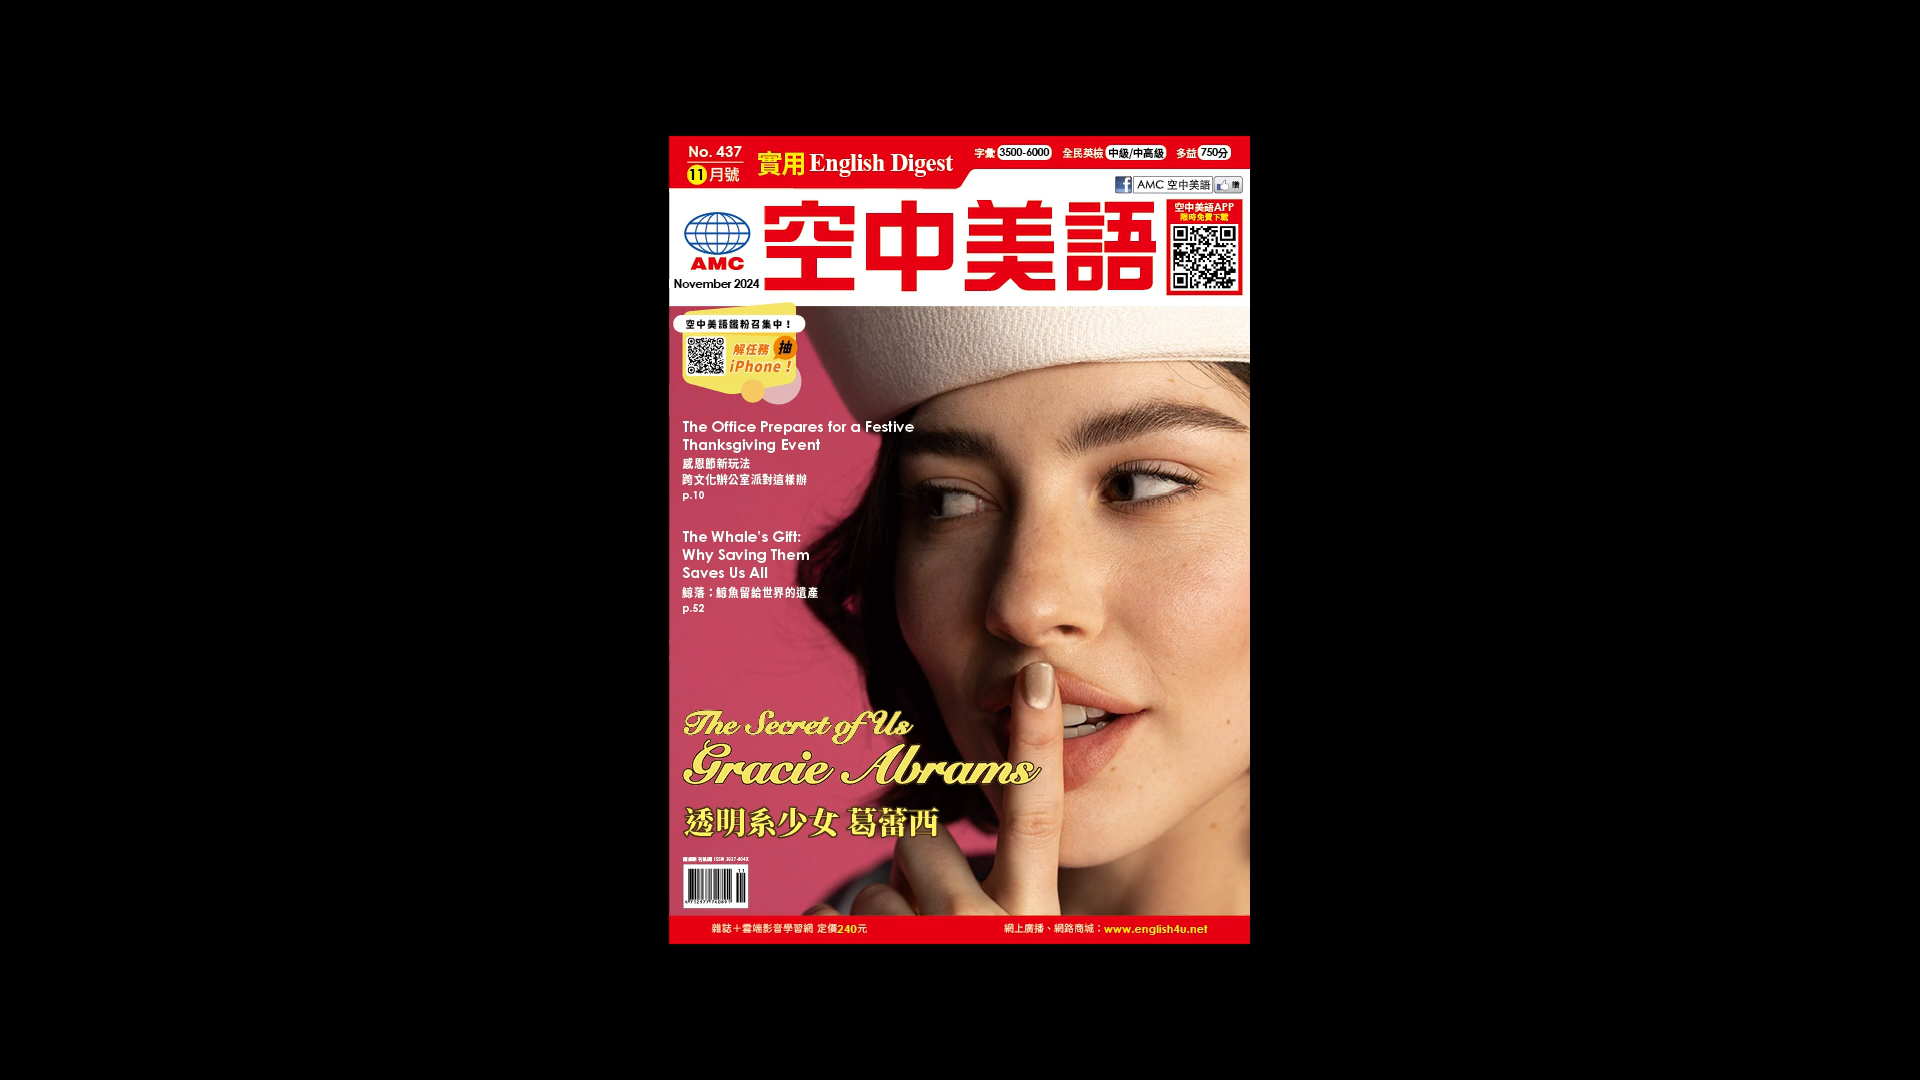 No. 437
11月號
實用 English Digest
字彙 3500-6000 全民英檢 中級/中高級 多益 750分
AMC 空中美語 讚
AMC
November 2024
空中美語
空中美語APP
限時免費下載
空中美語鐵粉召集中！
解任務 抽
iPhone！
The Office Prepares for a Festive
Thanksgiving Event
感恩節新玩法
跨文化辦公室派對這樣辦
p.10
The Whale's Gift:
Why Saving Them
Saves Us All
鯨落：鯨魚留給世界的遺產
p.52
The Secret of Us
Gracie Abrams
透明系少女 葛蕾西
11
雜誌＋雲端影音學習網 定價240元
網上廣播、網路商城：www.english4u.net